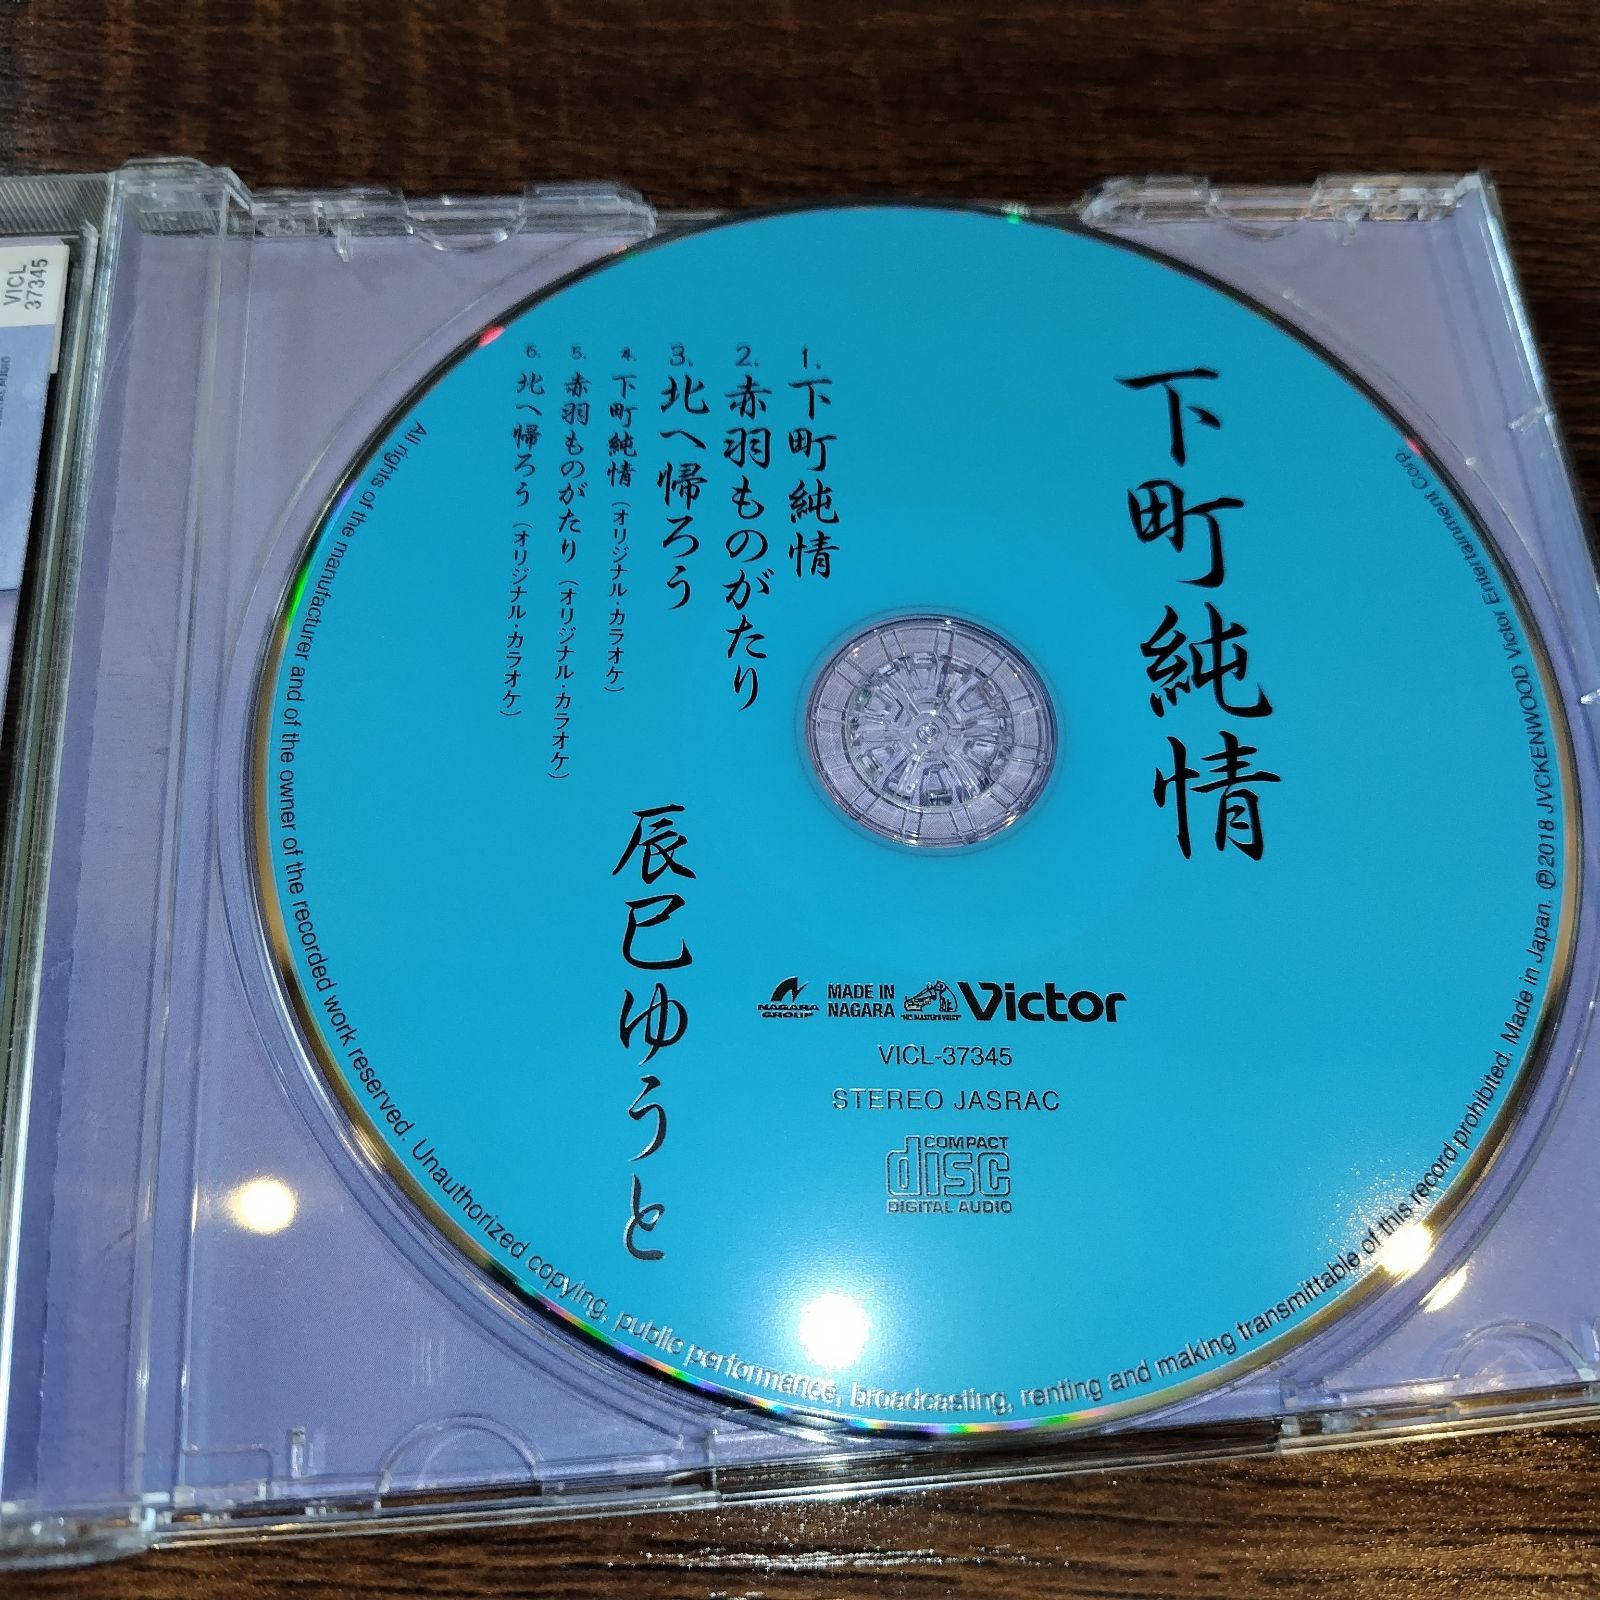 下町純情
1. 下町純情
2. 赤羽ものがたり
3. 北へ帰ろう
4. 下町純情（オリジナル・カラオケ）
5. 赤羽ものがたり（オリジナル・カラオケ）
6. 北へ帰ろう（オリジナル・カラオケ）
辰巳ゆうと
NAGARA GROUP
MADE IN NAGARA
"HIS MASTER'S VOICE"
Victor
VICL-37345
STEREO JASRAC
COMPACT
disc
DIGITAL AUDIO
All rights of the manufacturer and of the owner of the recorded work reserved. Unauthorized copying, public performance, broadcasting, renting and making transmittable of this record prohibited. Made in Japan. Ⓟ2018 JVCKENWOOD Victor Entertainment Corp.
VICL
37345